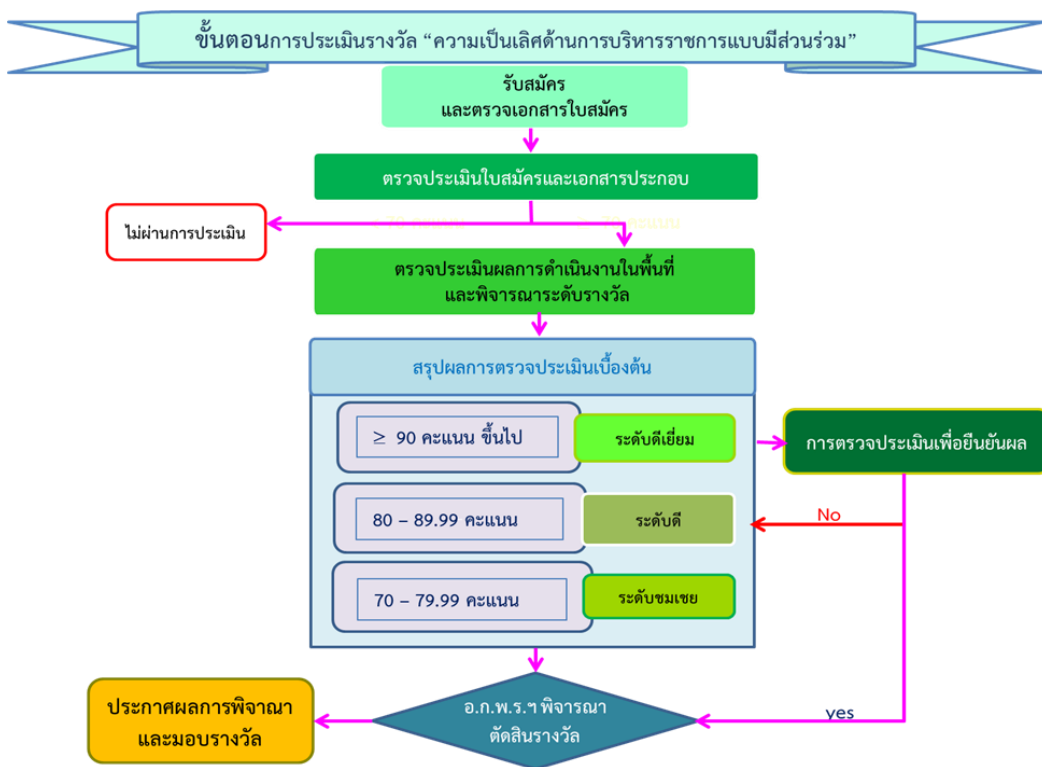 ขั้นตอนการประเมินรางวัล “ความเป็นเลิศด้านการบริหารราชการแบบมีส่วนร่วม”
รับสมัคร
และตรวจเอกสารใบสมัคร
ตรวจประเมินใบสมัครและเอกสารประกอบ
ไม่ผ่านการประเมิน
ตรวจประเมินผลการดำเนินงานในพื้นที่
และพิจารณาระดับรางวัล
สรุปผลการตรวจประเมินเบื้องต้น
≥ 90 คะแนน ขึ้นไป
ระดับดีเยี่ยม
การตรวจประเมินเพื่อยืนยันผล
80 – 89.99 คะแนน
ระดับดี
No
70 – 79.99 คะแนน
ระดับชมเชย
อ.ก.พ.ร.ฯ พิจารณา
ตัดสินรางวัล
yes
ประกาศผลการพิจาณา
และมอบรางวัล